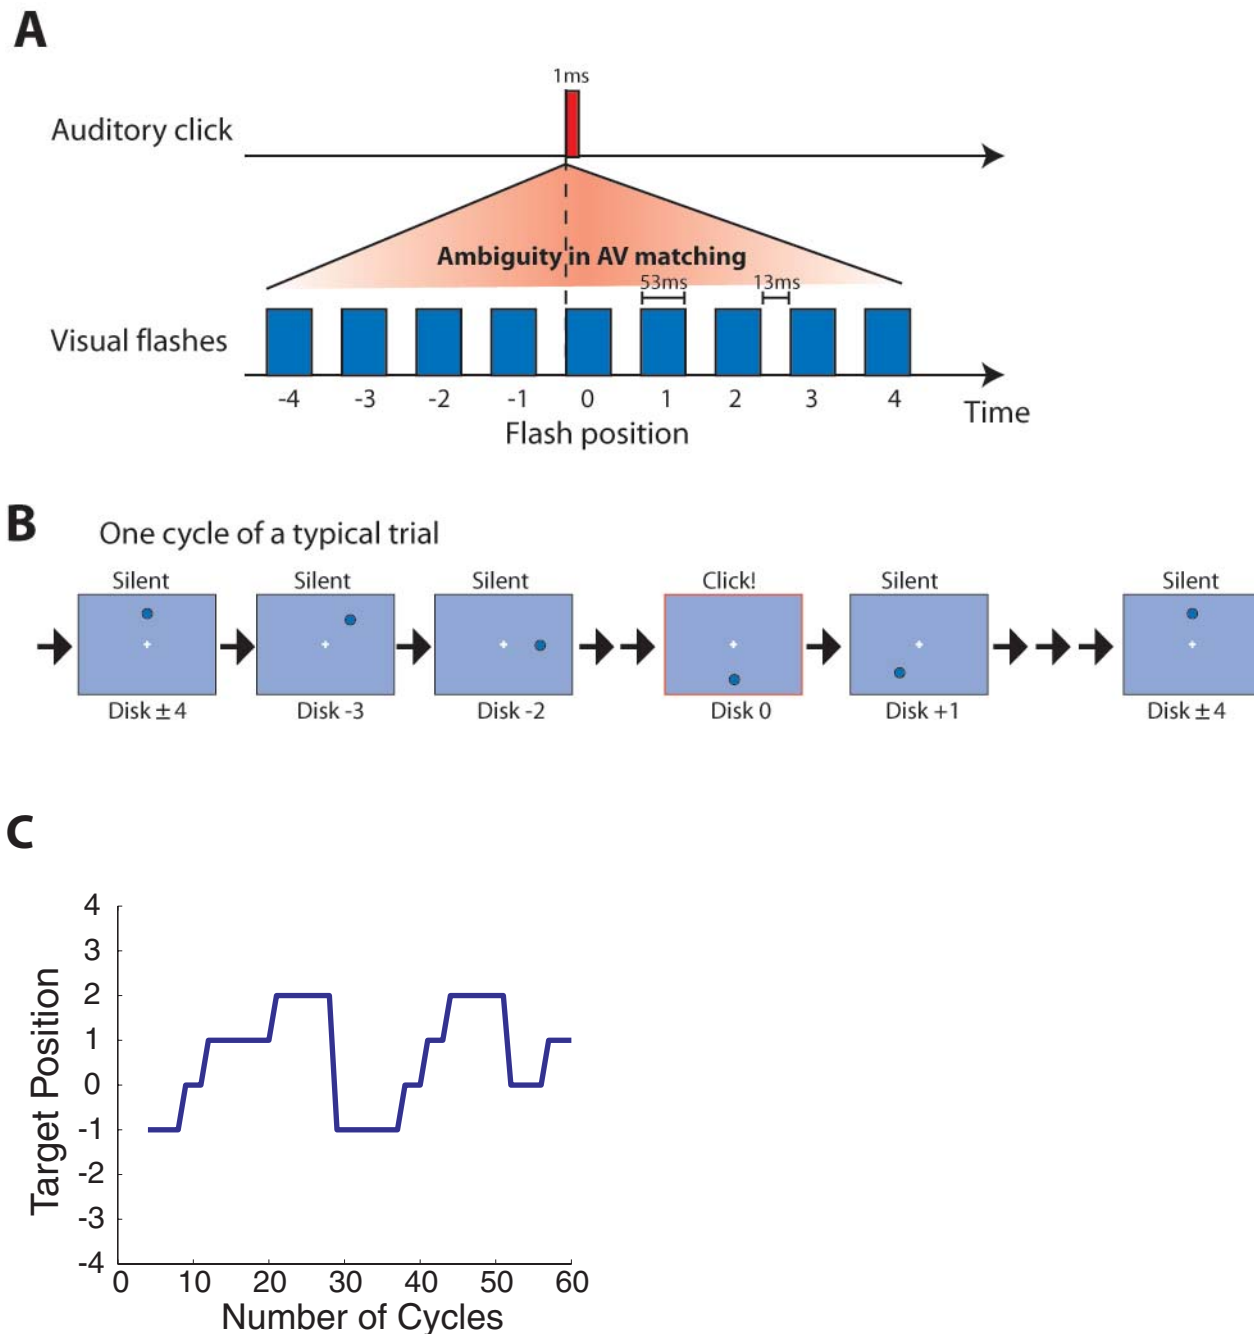 A
1ms
Auditory click
Ambiguity in AV matching
53ms 13ms
Visual flashes
-4 -3 -2 -1 0 1 2 3 4
Time
Flash position
B
One cycle of a typical trial
Silent Silent Silent Click! Silent Silent
Disk ± 4 Disk -3 Disk -2 Disk 0 Disk +1 Disk ± 4
C
4
3
2
1
0
-1
-2
-3
-4
Target Position
0 10 20 30 40 50 60
Number of Cycles